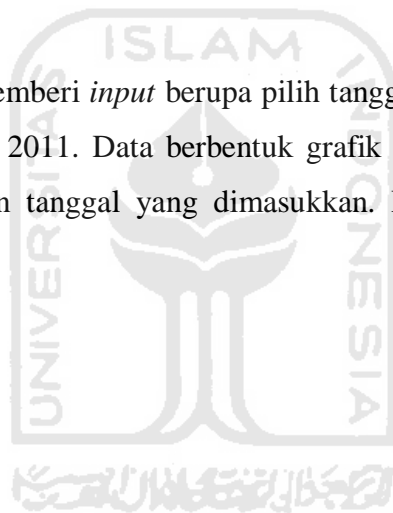 ISLAM
emberi input berupa pilih tangg
2011. Data berbentuk grafik
n tanggal yang dimasukkan.
UNIVERSITAS
INDONESIA